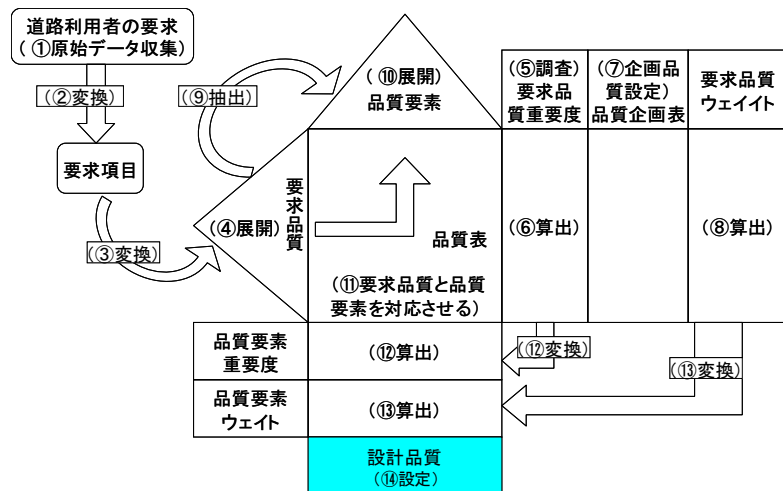 道路利用者の要求
(①原始データ収集)
(②変換)
要求項目
(③変換)
(④展開)
要求品質
(⑨抽出)
(⑩展開)
品質要素
(⑤調査)
要求品
質重要度
(⑦企画品
質設定)
品質企画表
要求品質
ウェイイト
品質表
(⑪要求品質と品質
要素を対応させる)
(⑥算出)
(⑧算出)
品質要素
重要度
(⑫算出)
(⑫変換)
(⑬変換)
品質要素
ウェイト
(⑬算出)
設計品質
(⑭設定)